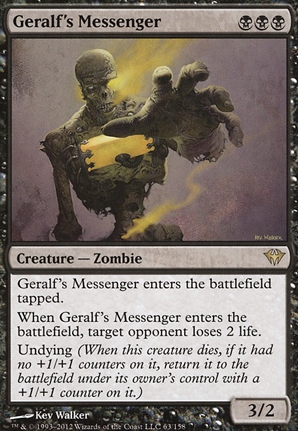 Geralf's Messenger
KEV WALKER
Creature — Zombie
Geralf's Messenger enters the battlefield
tapped.
When Geralf's Messenger enters the
battlefield, target opponent loses 2 life.
Undying (When this creature dies, if it had
no +1/+1 counters on it, return it to the
battlefield under its owner's control with a
+1/+1 counter on it.)
Kev Walker
3/2
™ & © 1993–2012 Wizards of the Coast LLC 63/158